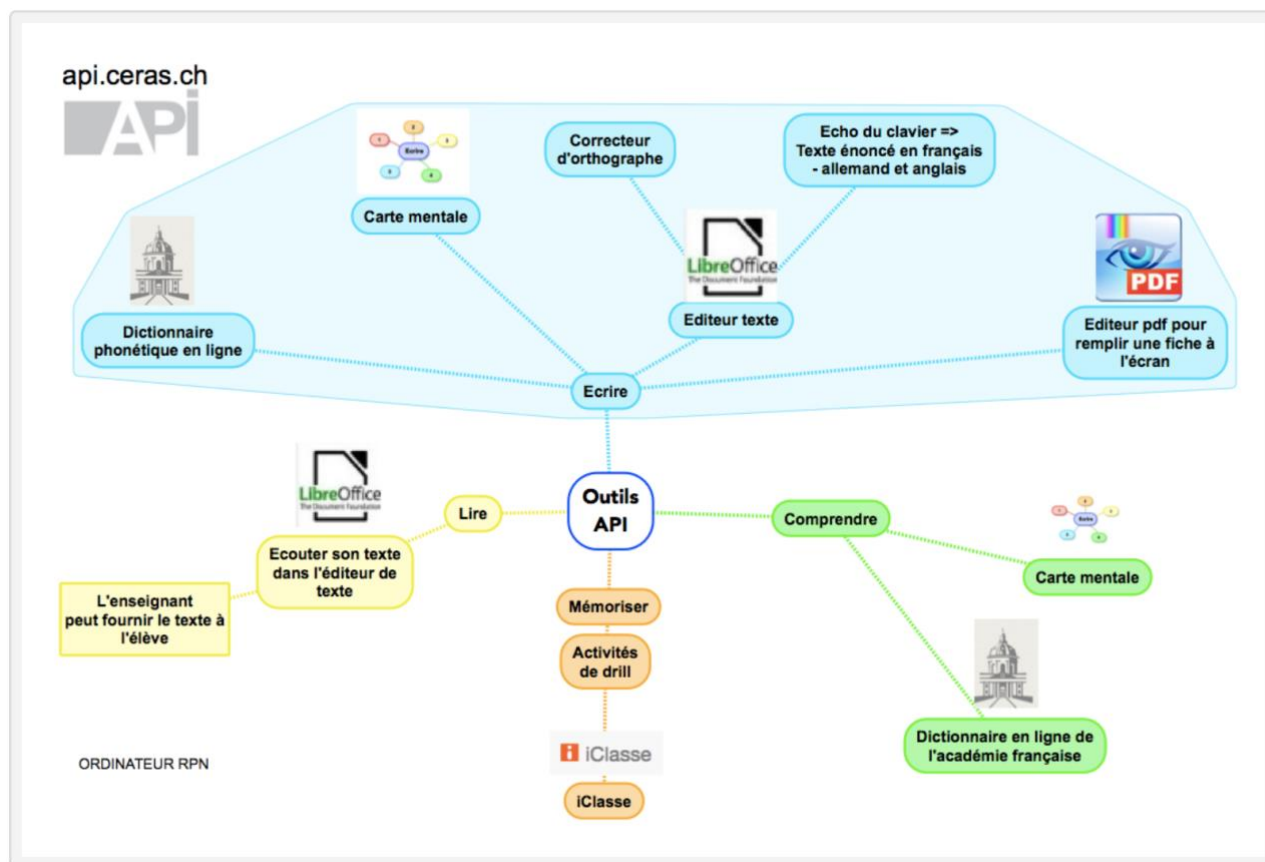 api.ceras.ch
API
Ecrire
Carte mentale
Correcteur
d'orthographe
Echo du clavier =>
Texte énoncé en français
- allemand et anglais
LibreOffice
The Document Foundation
Editeur texte
PDF
Editeur pdf pour
remplir une fiche à
l'écran
Dictionnaire
phonétique en ligne
Ecrire
Outils
API
Lire
LibreOffice
The Document Foundation
Ecouter son texte
dans l'éditeur de
texte
L'enseignant
peut fournir le texte à
l'élève
Mémoriser
Activités
de drill
i iClasse
iClasse
Comprendre
Ecrire
Carte mentale
Dictionnaire en ligne de
l'académie française
ORDINATEUR RPN